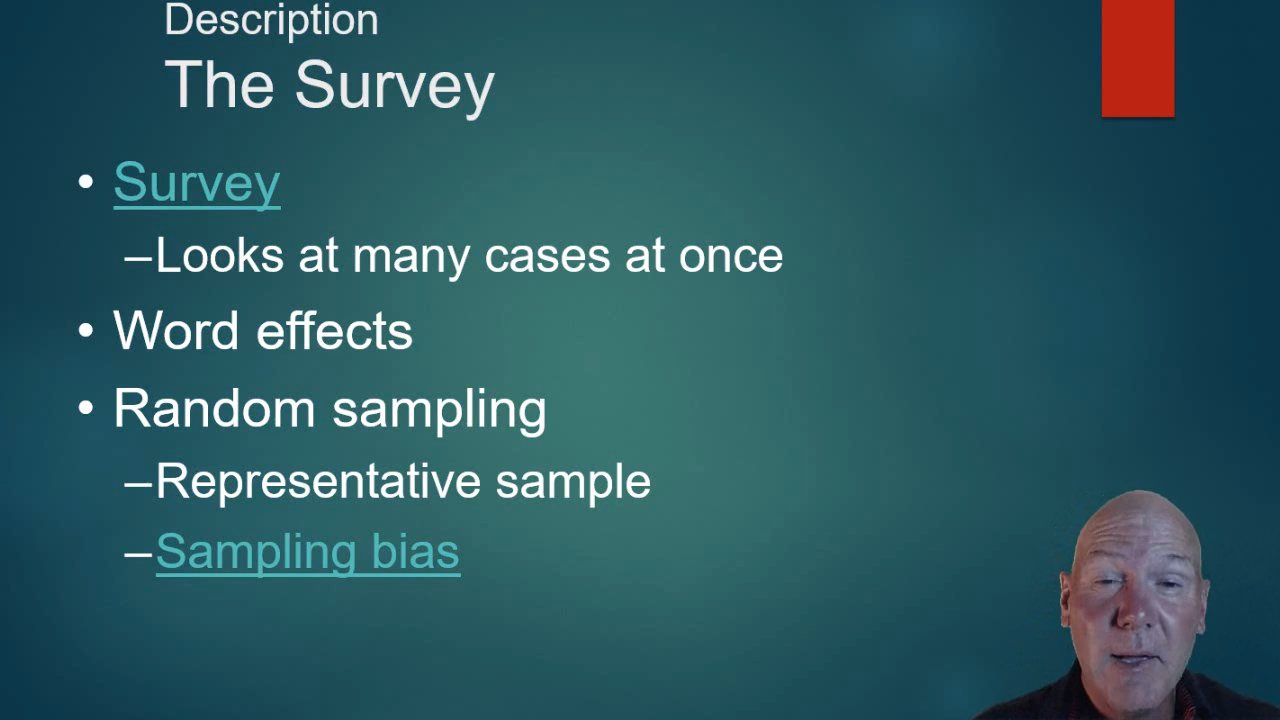 Description
The Survey
• Survey
–Looks at many cases at once
• Word effects
• Random sampling
–Representative sample
–Sampling bias